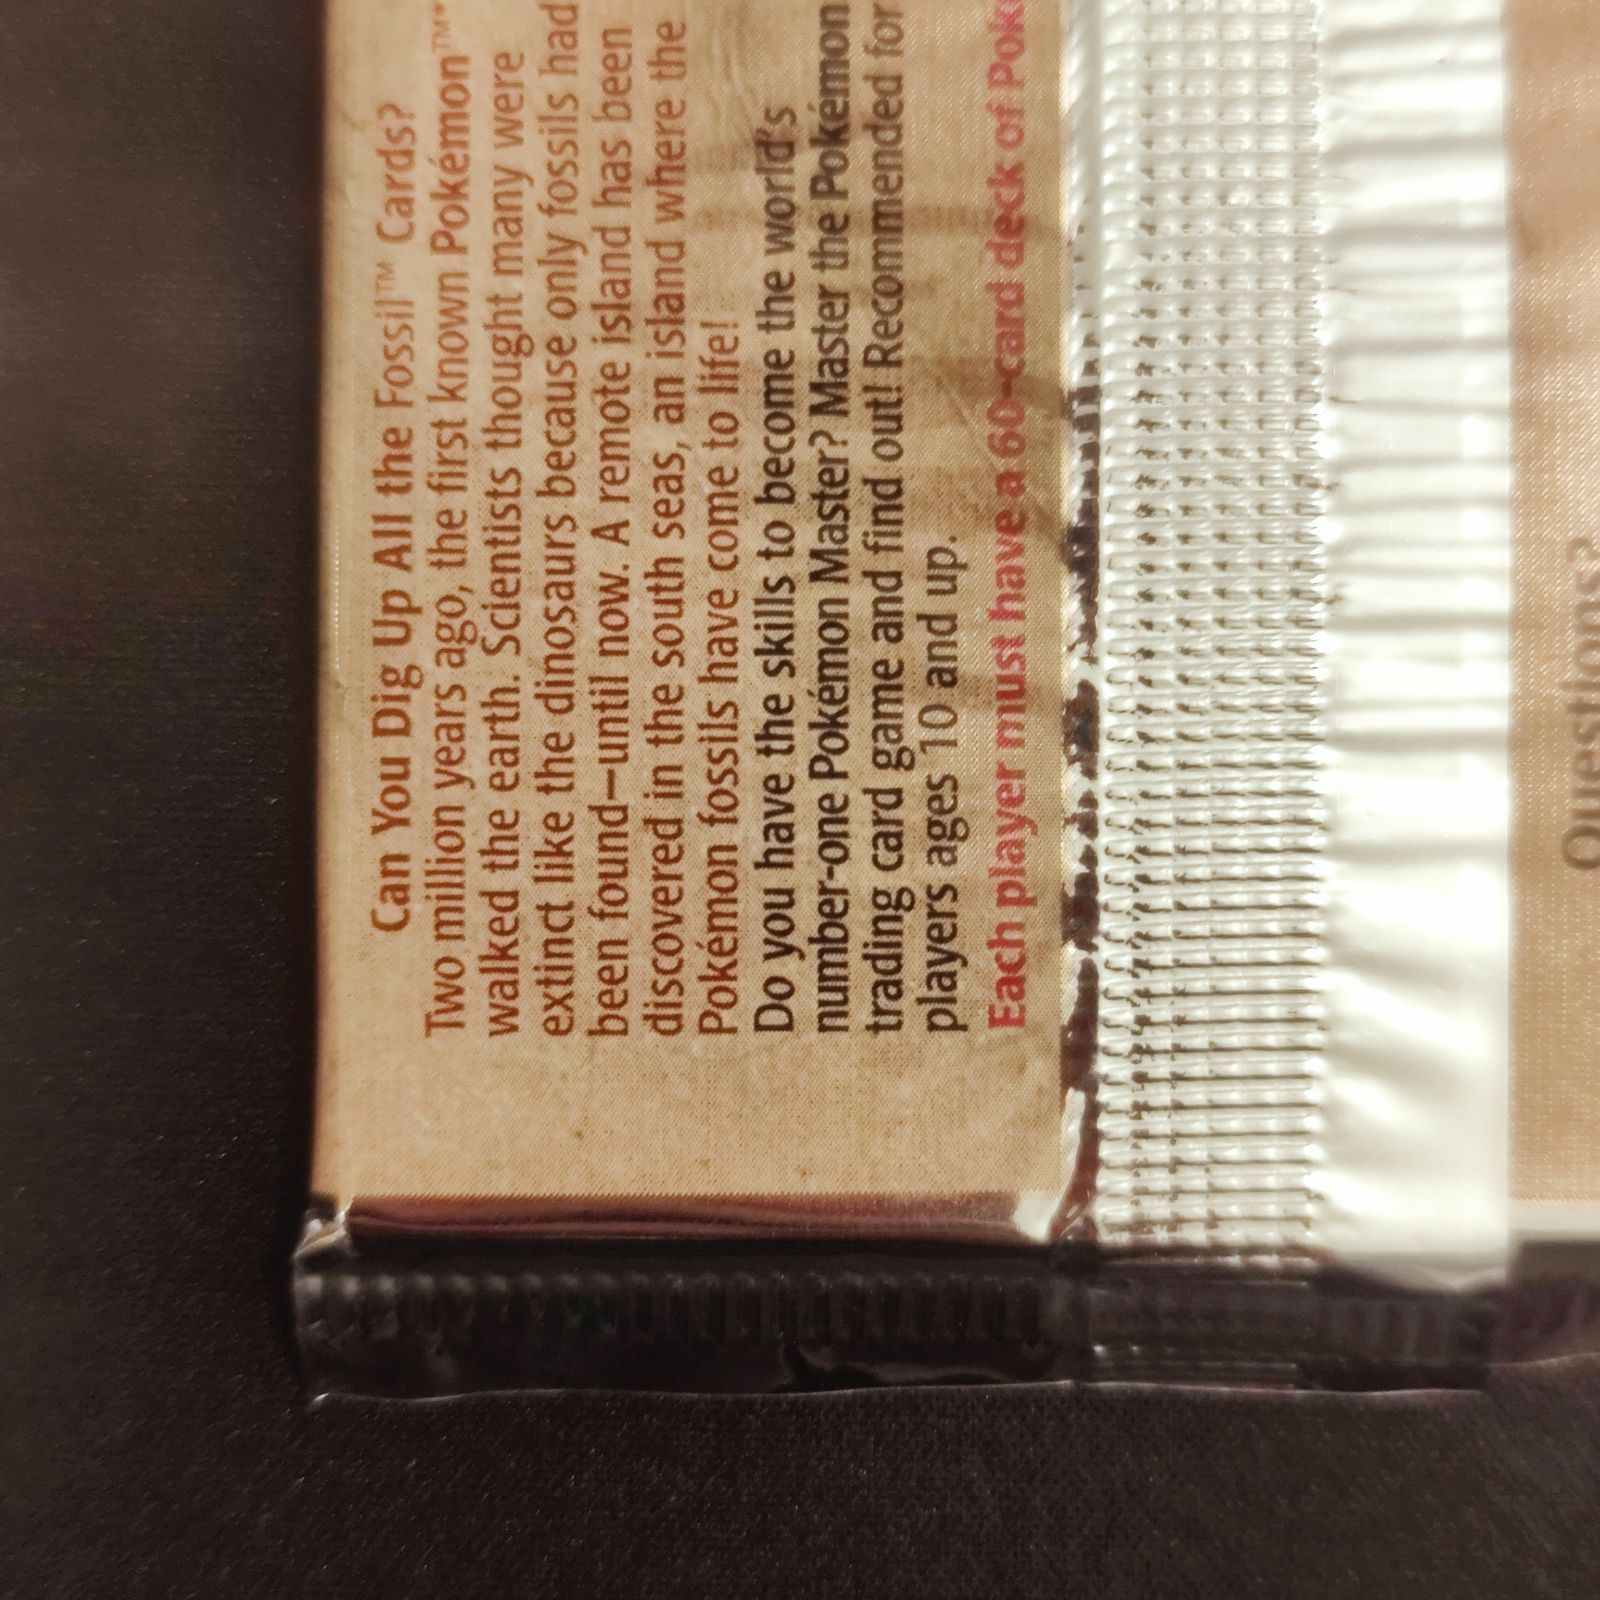 Can You Dig Up All the Fossil™ Cards?
Two million years ago, the first known Pokémon™*
walked the earth. Scientists thought many were
extinct like the dinosaurs because only fossils had
been found–until now. A remote island has been
discovered in the south seas, an island where the
Pokémon fossils have come to life!
Do you have the skills to become the world's
number-one Pokémon Master? Master the Pokémon
trading card game and find out! Recommended for
players ages 10 and up.
Each player must have a 60-card deck of Poké
Questions?